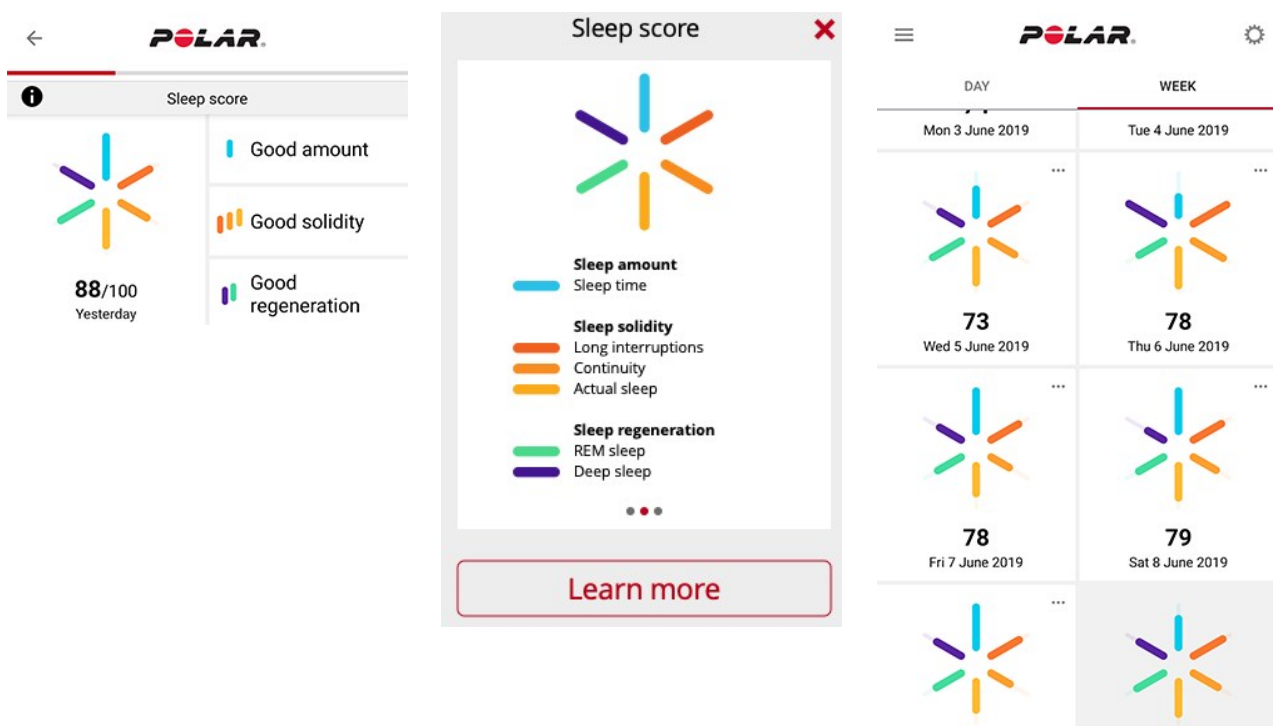 POLAR
Sleep score
Good amount
Good solidity
Good
regeneration
88/100
Yesterday
Sleep score
Sleep amount
Sleep time
Sleep solidity
Long interruptions
Continuity
Actual sleep
Sleep regeneration
REM sleep
Deep sleep
Learn more
POLAR
DAY
WEEK
Mon 3 June 2019
Tue 4 June 2019
73
Wed 5 June 2019
78
Thu 6 June 2019
78
Fri 7 June 2019
79
Sat 8 June 2019